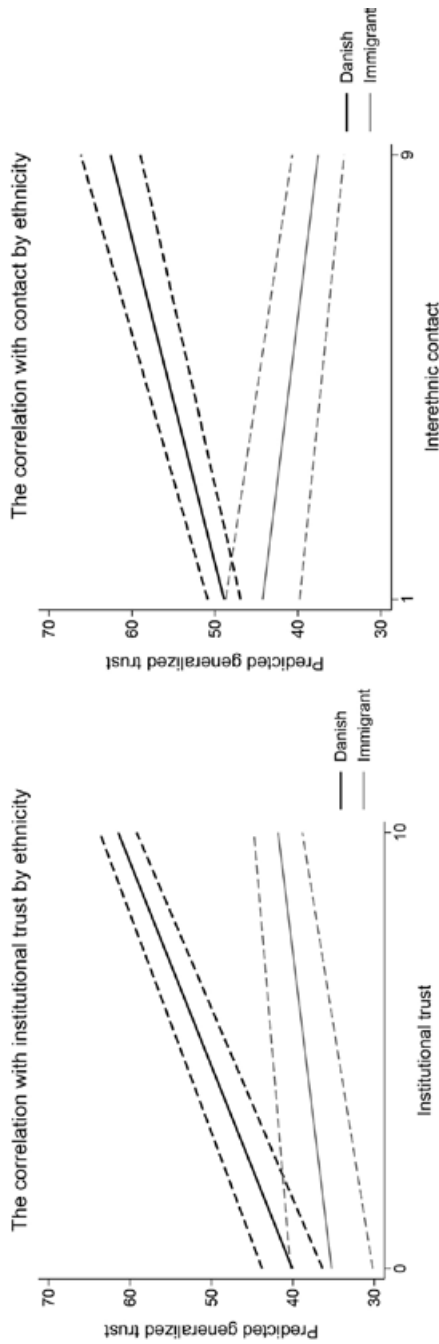 The correlation with institutional trust by ethnicity
70
60
50
40
30
Predicted generalized trust
0
10
Institutional trust
Danish
Immigrant
The correlation with contact by ethnicity
70
60
50
40
30
Predicted generalized trust
1
9
Interethnic contact
Danish
Immigrant